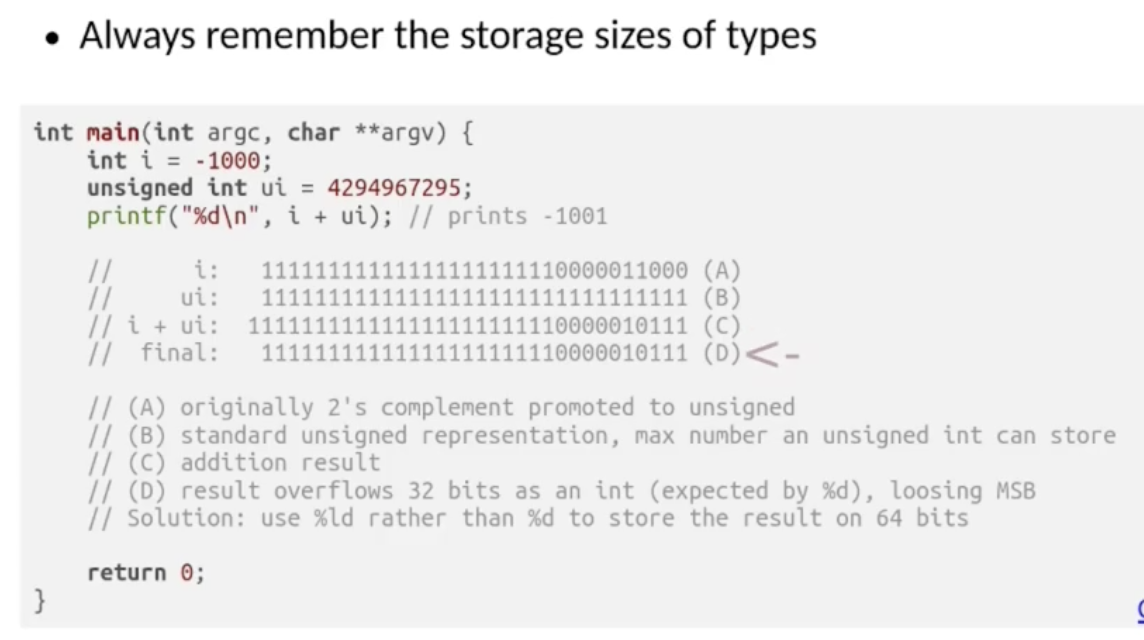 • Always remember the storage sizes of types
int main(int argc, char **argv) {
    int i = -1000;
    unsigned int ui = 4294967295;
    printf("%d\n", i + ui); // prints -1001
    //      i:   11111111111111111111110000011000 (A)
    //     ui:   11111111111111111111111111111111 (B)
    // i + ui:  111111111111111111111110000010111 (C)
    //  final:   11111111111111111111110000010111 (D)<-
    // (A) originally 2's complement promoted to unsigned
    // (B) standard unsigned representation, max number an unsigned int can store
    // (C) addition result
    // (D) result overflows 32 bits as an int (expected by %d), loosing MSB
    // Solution: use %ld rather than %d to store the result on 64 bits
    return 0;
}